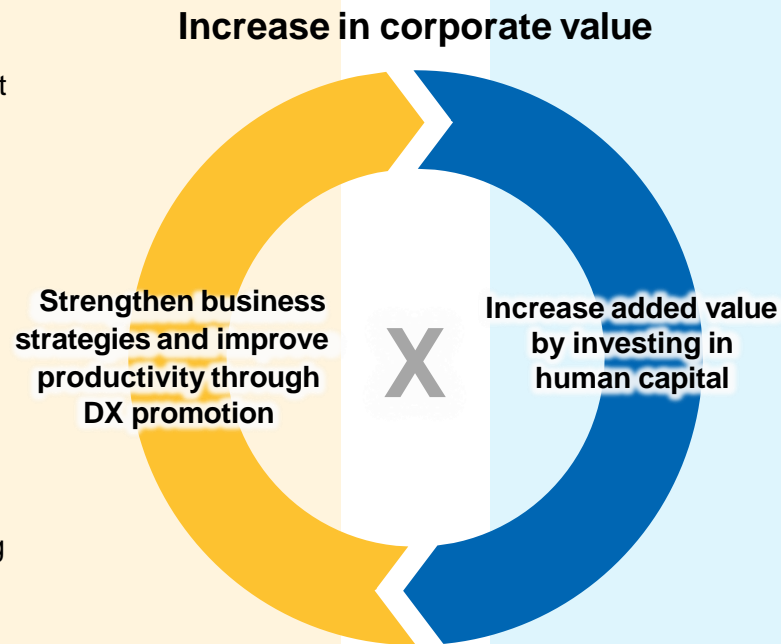 Increase in corporate value
t
Strengthen business
strategies and improve
productivity through
DX promotion
X
Increase added value
by investing in
human capital
g